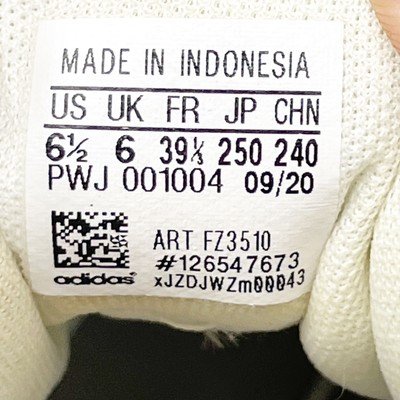 MADE IN INDONESIA
US UK FR JP CHN
6½ 6 39⅓ 250 240
PWJ 001004 09/20
ART FZ3510
#126547673
adidas xJZDJWZm00043